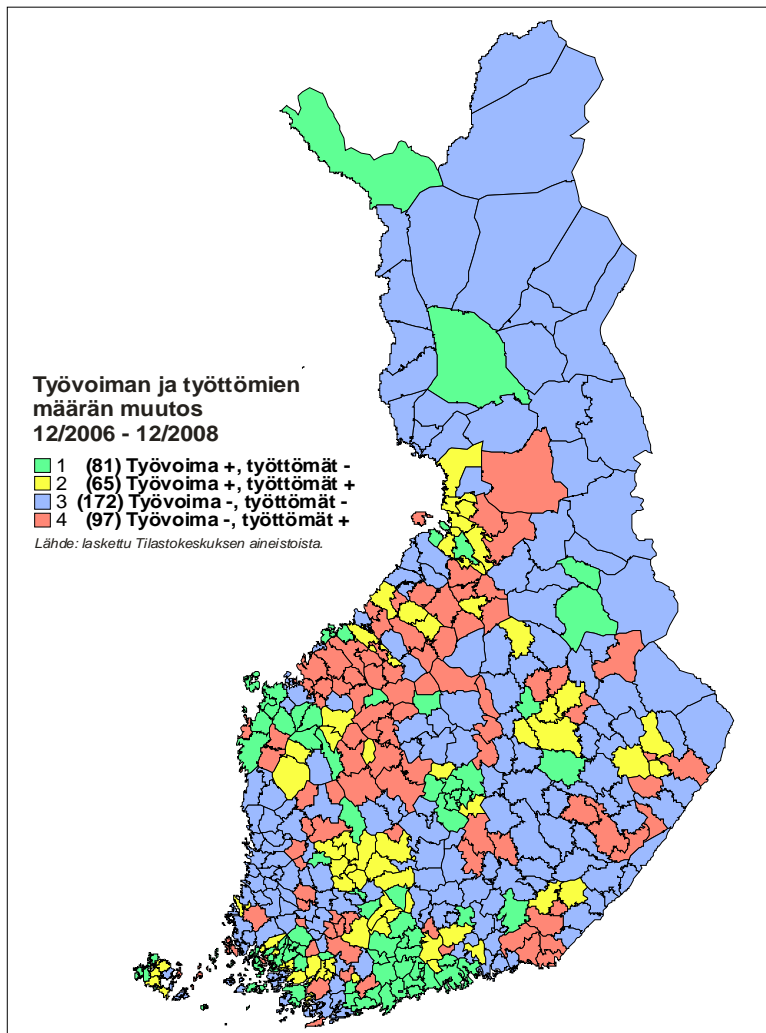 Työvoiman ja työttömien
määrän muutos
12/2006 - 12/2008
1 (81) Työvoima +, työttömät -
2 (65) Työvoima +, työttömät +
3 (172) Työvoima -, työttömät -
4 (97) Työvoima -, työttömät +
Lähde: laskettu Tilastokeskuksen aineistoista.